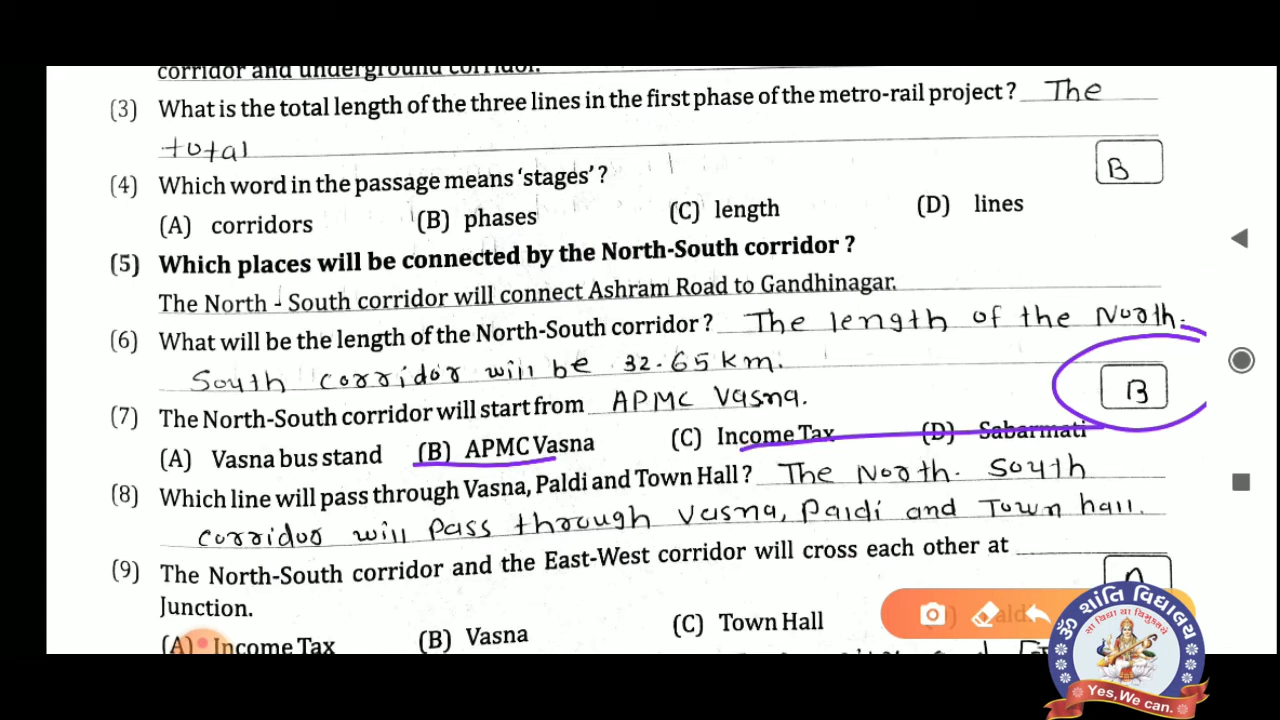 corridor and underground corridor.
(3) What is the total length of the three lines in the first phase of the metro-rail project? The
total
(4) Which word in the passage means 'stages'? B
(A) corridors (B) phases (C) length (D) lines
(5) Which places will be connected by the North-South corridor ?
The North - South corridor will connect Ashram Road to Gandhinagar.
(6) What will be the length of the North-South corridor? The length of the North-
South corridor will be 32.65 km.
(7) The North-South corridor will start from APMC Vasna. B
(A) Vasna bus stand (B) APMC Vasna (C) Income Tax (D) Sabarmati
(8) Which line will pass through Vasna, Paldi and Town Hall? The North- South
corridor will pass through Vasna, Paldi and Town hall.
(9) The North-South corridor and the East-West corridor will cross each other at
Junction.
(A) Income Tax (B) Vasna (C) Town Hall
ૐ શાંતિ વિદ્યાલય
સા વિદ્યા યા વિમુક્તયે
Yes, We can.